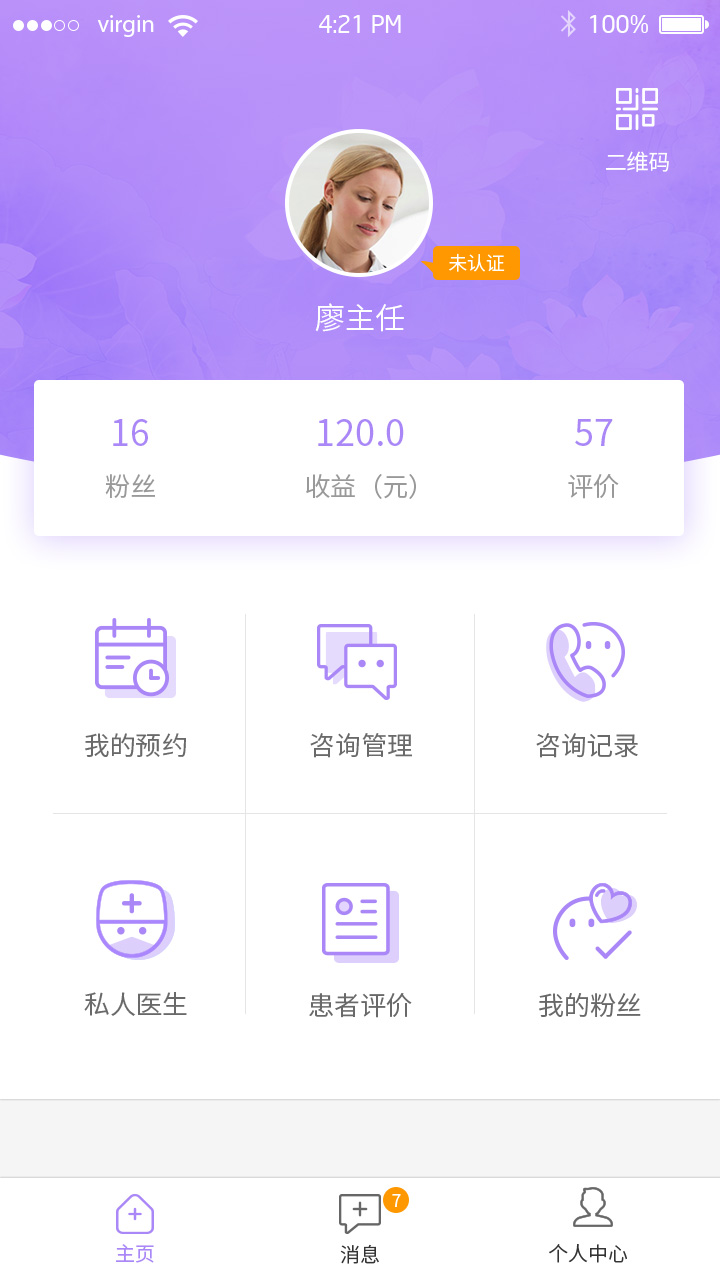 virgin 4:21 PM 100%
二维码
未认证
廖主任
16 120.0 57
粉丝 收益（元） 评价
我的预约 咨询管理 咨询记录
私人医生 患者评价 我的粉丝
7
主页 消息 个人中心